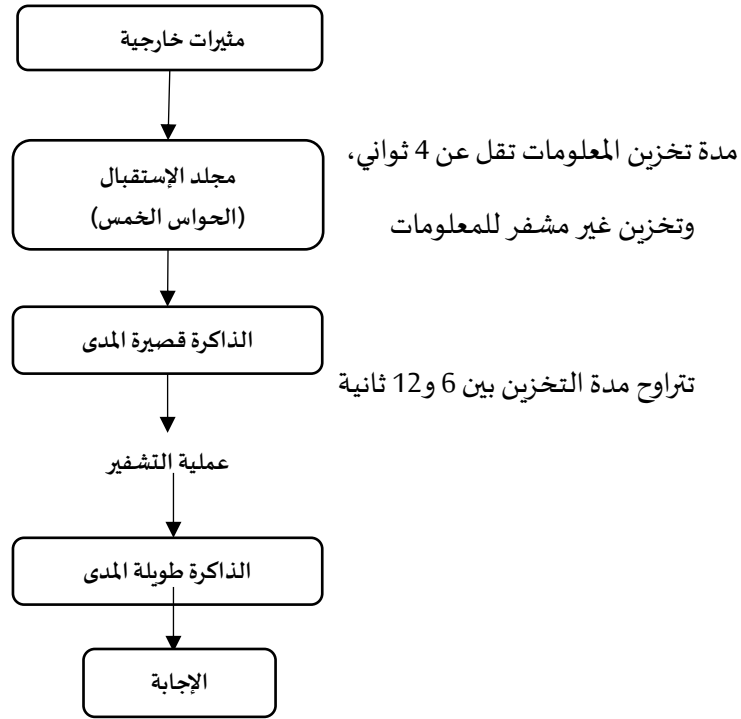 مثيرات خارجية
مجلد الإستقبال
(الحواس الخمس)
مدة تخزين المعلومات تقل عن 4 ثواني،
وتخزين غير مشفر للمعلومات
الذاكرة قصيرة المدى
تتراوح مدة التخزين بين 6 و12 ثانية
عملية التشفير
الذاكرة طويلة المدى
الإجابة